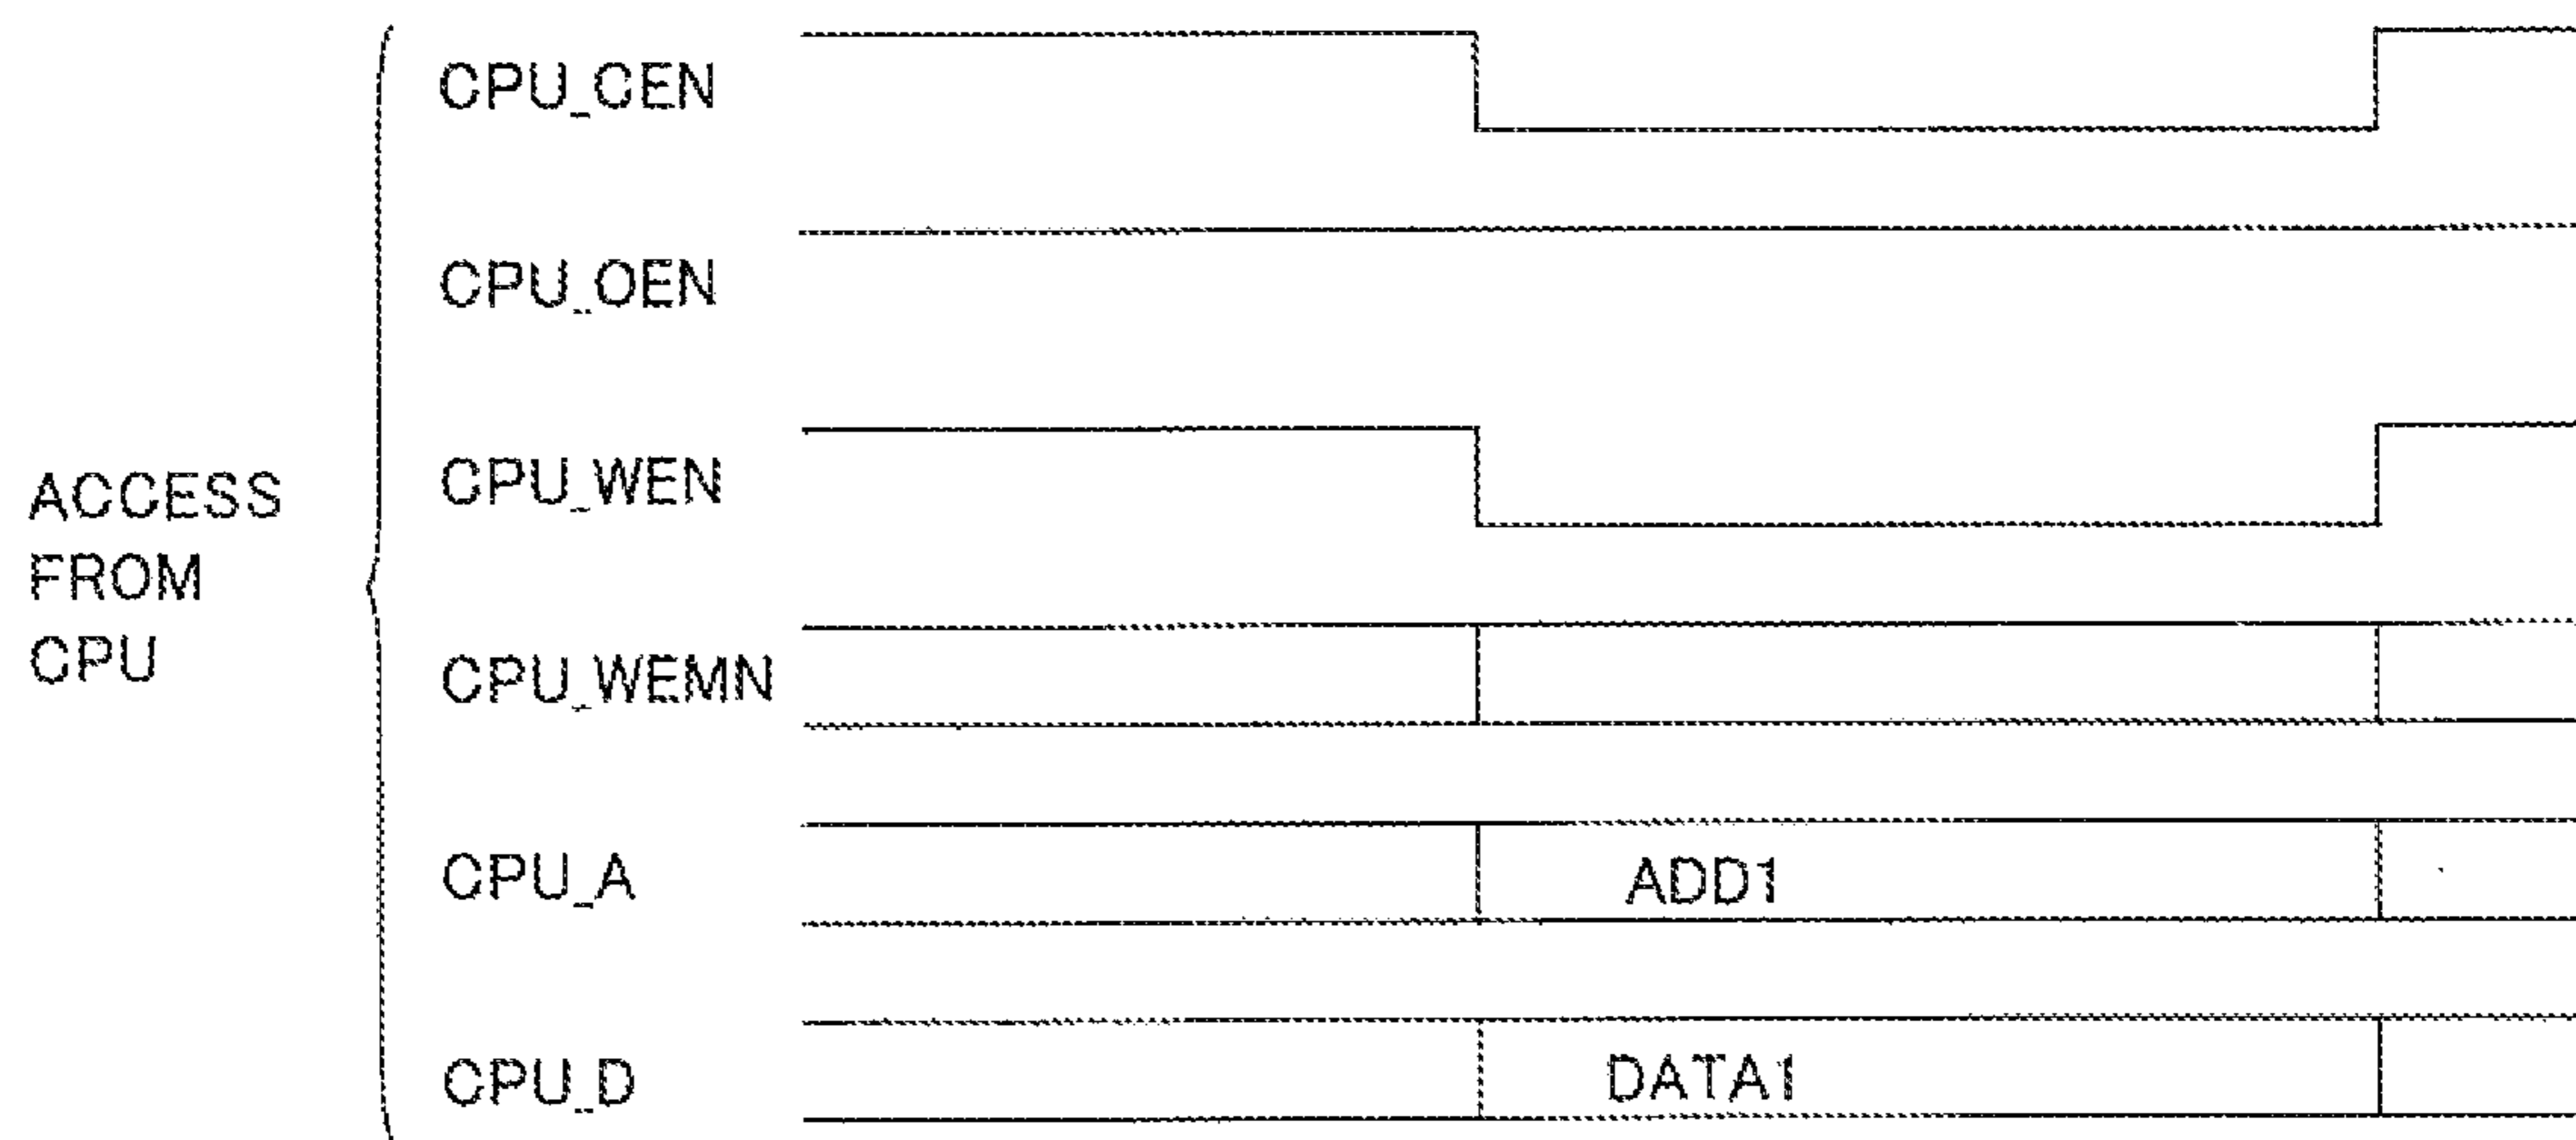 CPU_CEN
CPU_OEN
CPU_WEN
ACCESS
FROM
CPU
CPU_WEMN
CPU_A
ADD1
CPU_D
DATA1